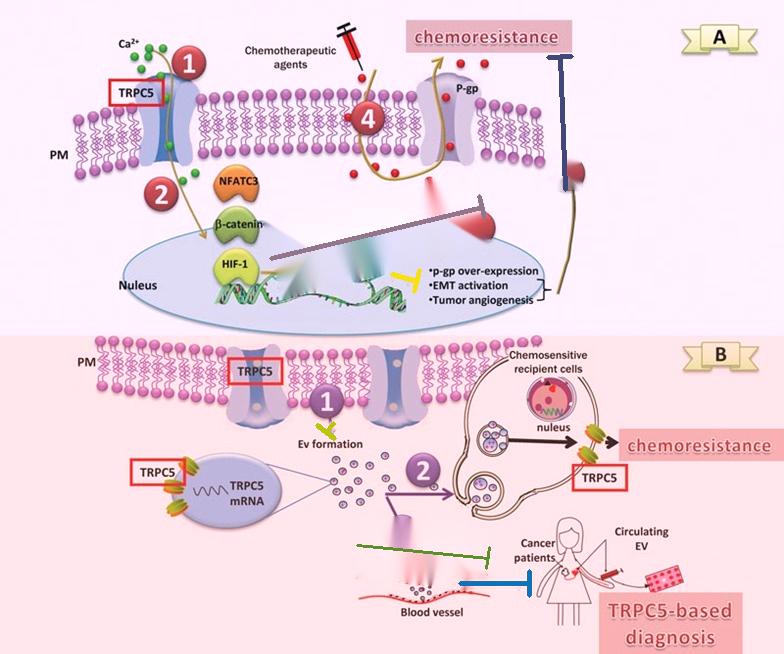 A
chemoresistance
Ca2+
1
Chemotherapeutic
agents
TRPC5
P-gp
4
PM
2
NFATC3
β-catenin
HIF-1
Nuleus
•p-gp over-expression
•EMT activation
•Tumor angiogenesis
B
PM
TRPC5
Chemosensitive
recipient cells
1
nuleus
Ev formation
chemoresistance
TRPC5
TRPC5
mRNA
2
TRPC5
Cancer
patients
Circulating
EV
Blood vessel
TRPC5-based
diagnosis